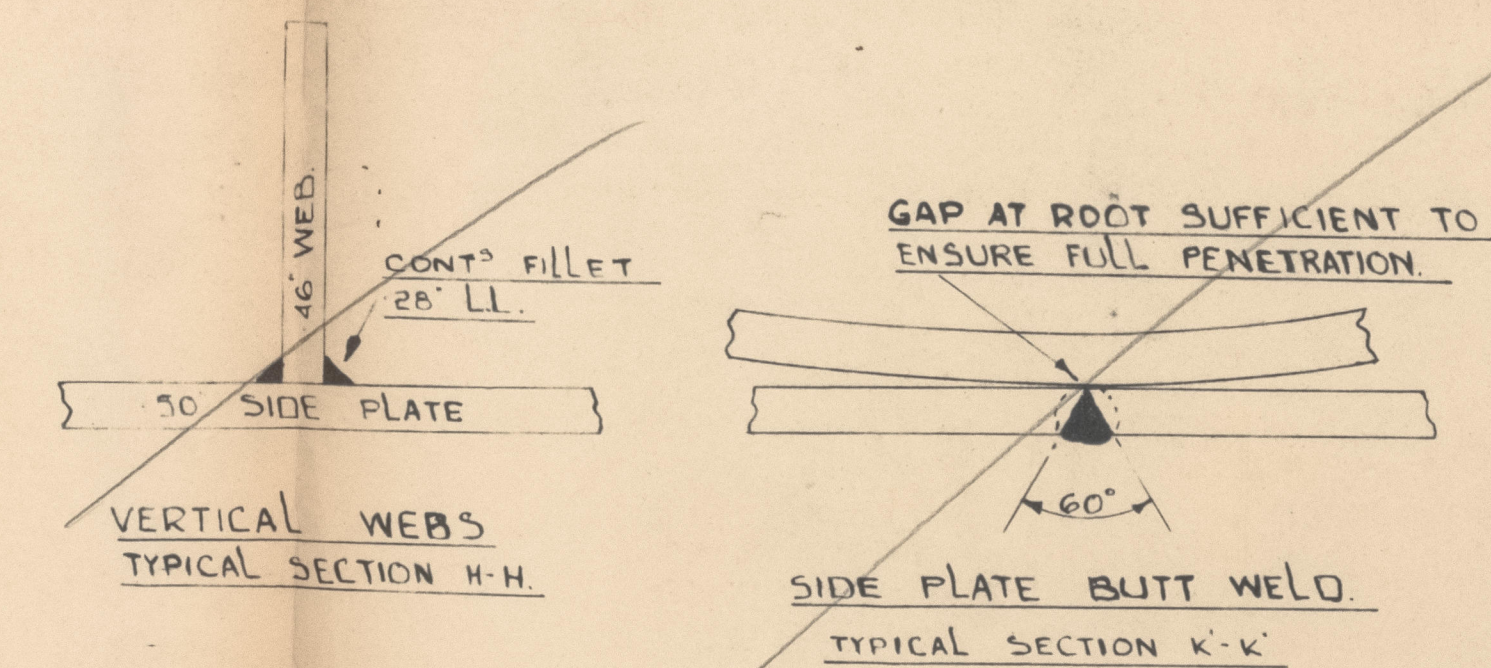 ·46" WEB.
CONTˢ FILLET
·28" L.L.
·50" SIDE PLATE
VERTICAL WEBS
TYPICAL SECTION H-H.
GAP AT ROOT SUFFICIENT TO
ENSURE FULL PENETRATION.
60°
SIDE PLATE BUTT WELD.
TYPICAL SECTION K'-K'